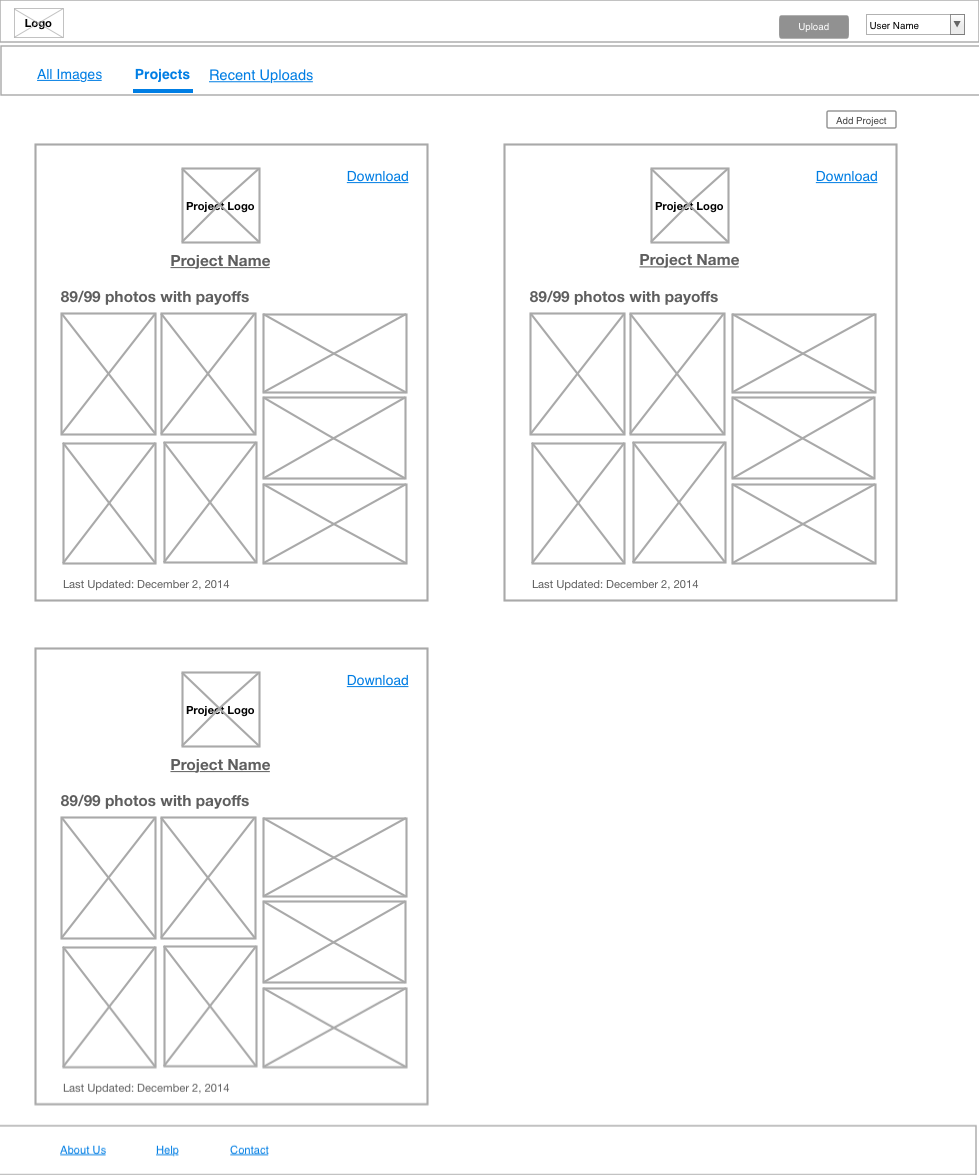 Logo
Upload
User Name
All Images
Projects
Recent Uploads
Add Project
Download
Project Logo
Project Name
89/99 photos with payoffs
Last Updated: December 2, 2014
Download
Project Logo
Project Name
89/99 photos with payoffs
Last Updated: December 2, 2014
Download
Project Logo
Project Name
89/99 photos with payoffs
Last Updated: December 2, 2014
About Us
Help
Contact